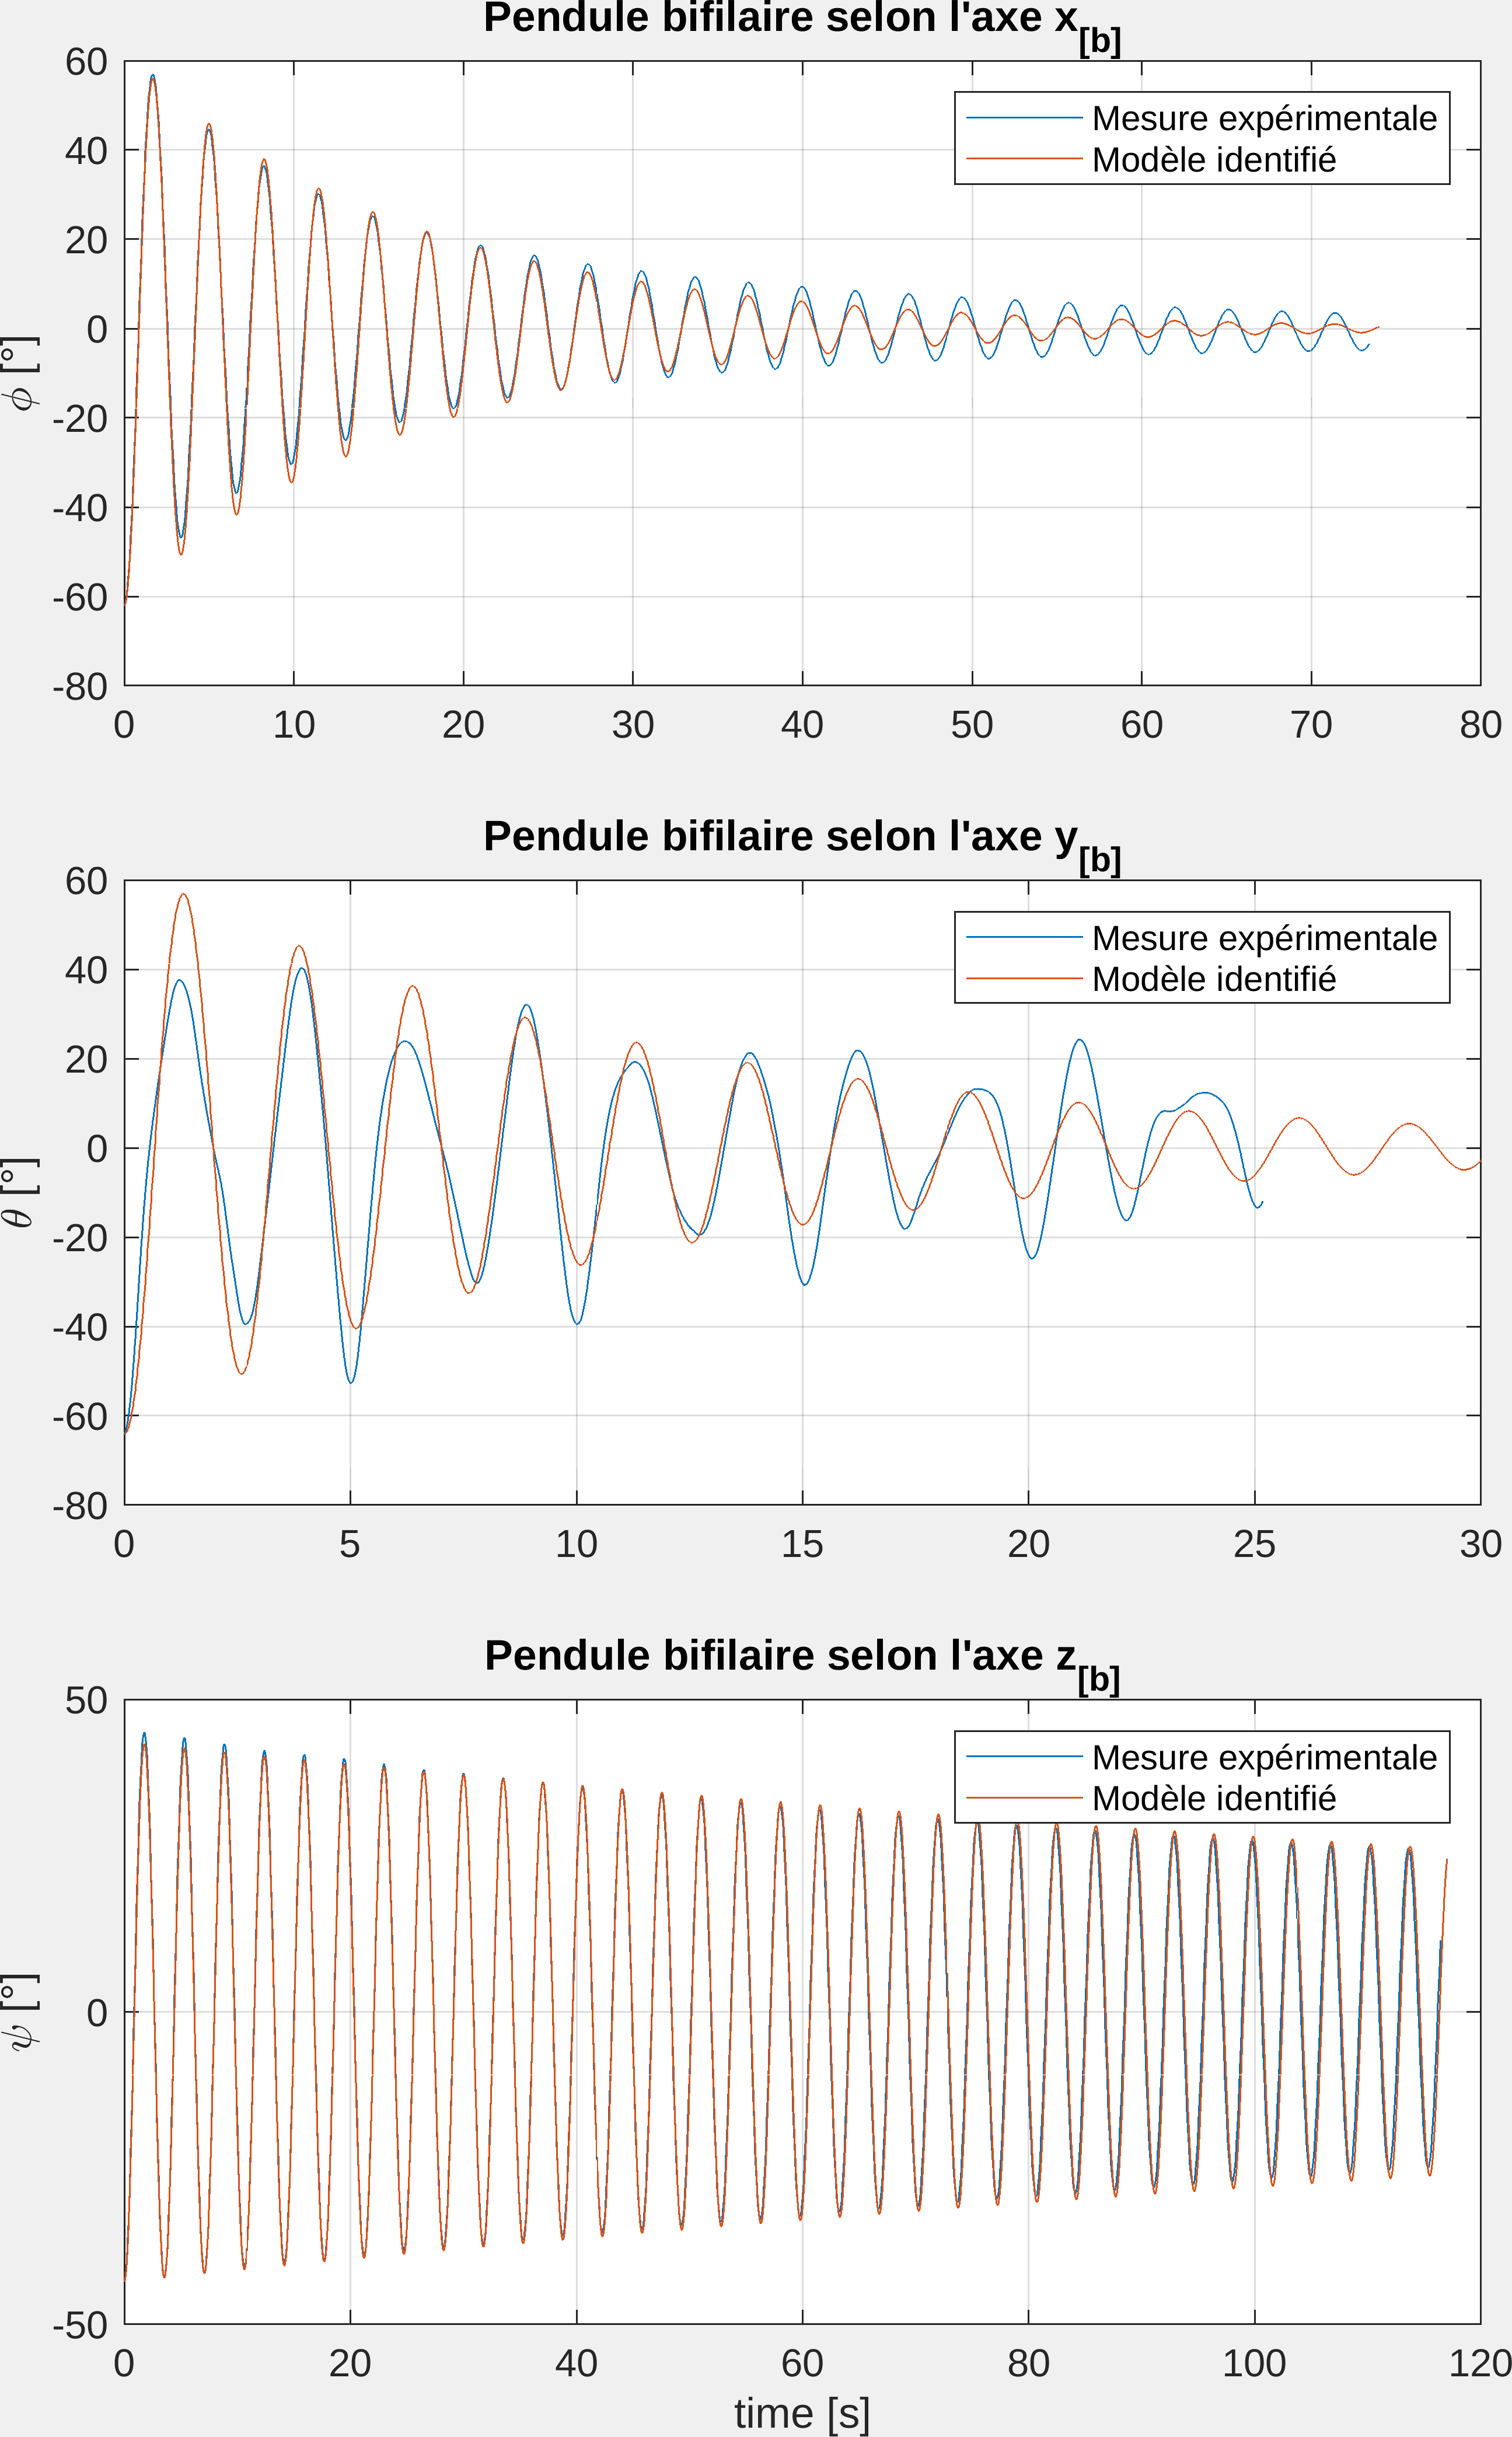 Pendule bifilaire selon l'axe x[b]
60
40
20
0
-20
-40
-60
-80
ϕ [°]
Mesure expérimentale
Modèle identifié
0 10 20 30 40 50 60 70 80
Pendule bifilaire selon l'axe y[b]
60
40
20
0
-20
-40
-60
-80
θ [°]
Mesure expérimentale
Modèle identifié
0 5 10 15 20 25 30
Pendule bifilaire selon l'axe z[b]
50
0
-50
ψ [°]
Mesure expérimentale
Modèle identifié
0 20 40 60 80 100 120
time [s]